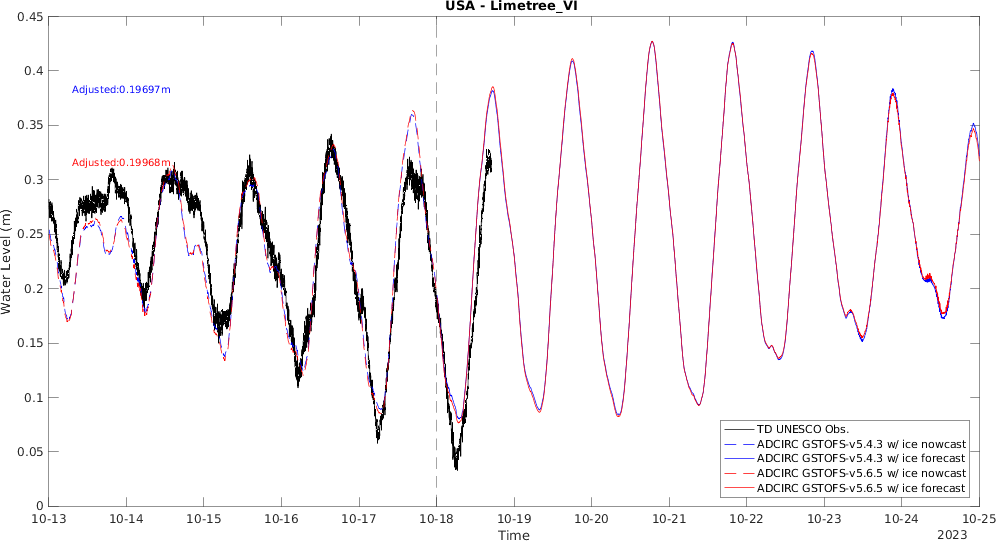 USA - Limetree_VI
0.45
0.4
0.35
0.3
0.25
0.2
0.15
0.1
0.05
0
Water Level (m)
Adjusted:0.19697m
Adjusted:0.19968m
TD UNESCO Obs.
ADCIRC GSTOFS-v5.4.3 w/ ice nowcast
ADCIRC GSTOFS-v5.4.3 w/ ice forecast
ADCIRC GSTOFS-v5.6.5 w/ ice nowcast
ADCIRC GSTOFS-v5.6.5 w/ ice forecast
10-13 10-14 10-15 10-16 10-17 10-18 10-19 10-20 10-21 10-22 10-23 10-24 10-25
Time
2023